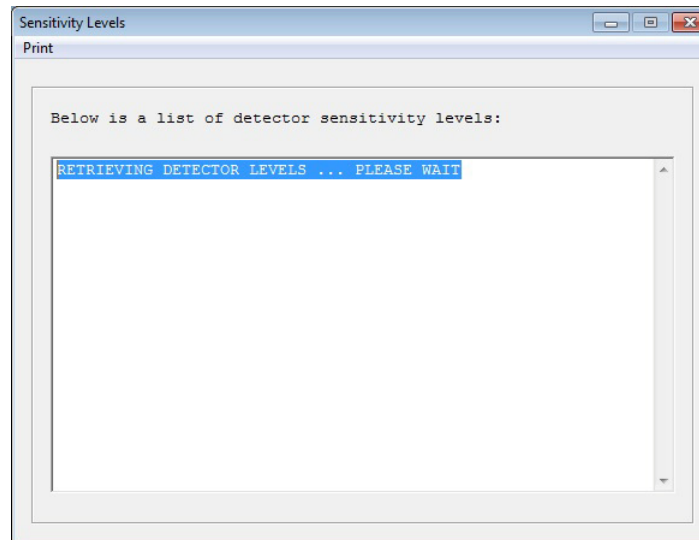 Sensitivity Levels
Print
Below is a list of detector sensitivity levels:
RETRIEVING DETECTOR LEVELS ... PLEASE WAIT